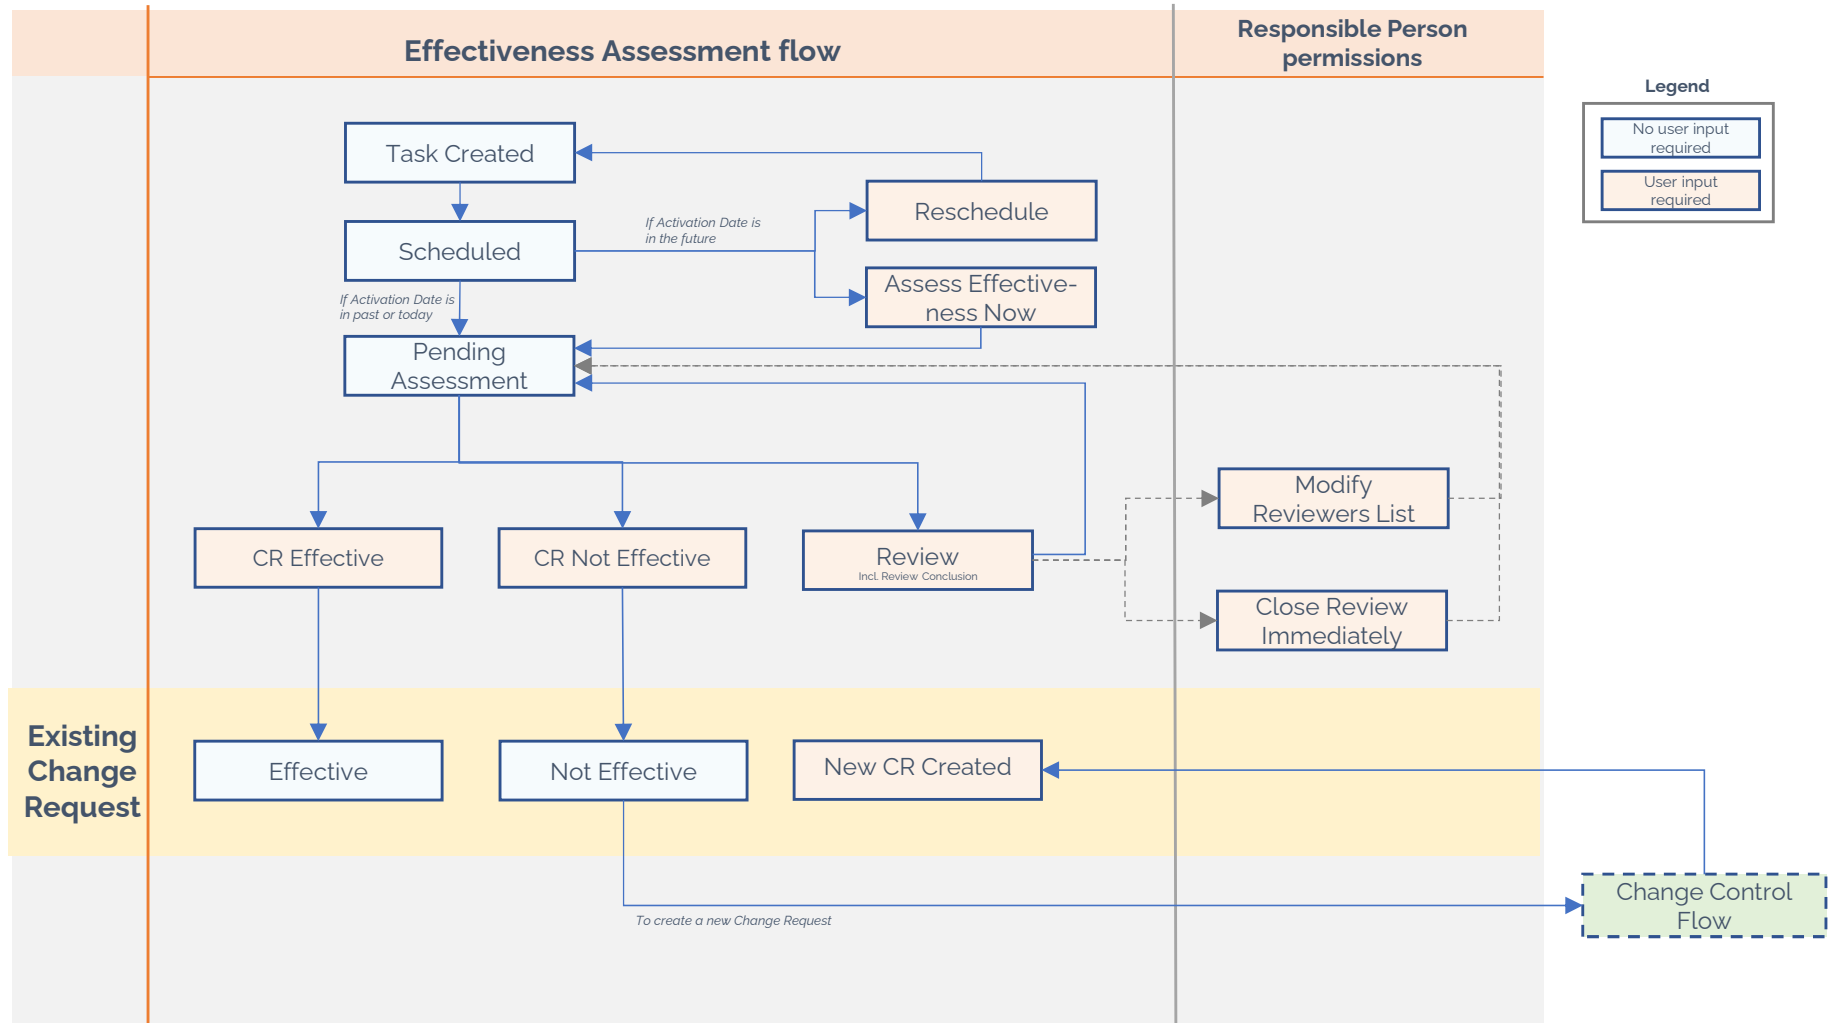 Effectiveness Assessment flow
Responsible Person
permissions
Legend
No user input
required
User input
required
Task Created
Reschedule
Scheduled
If Activation Date is
in the future
Assess Effective-
ness Now
If Activation Date is
in past or today
Pending
Assessment
Modify
Reviewers List
CR Effective
CR Not Effective
Review
Incl. Review Conclusion
Close Review
Immediately
Existing
Change
Request
Effective
Not Effective
New CR Created
Change Control
Flow
To create a new Change Request